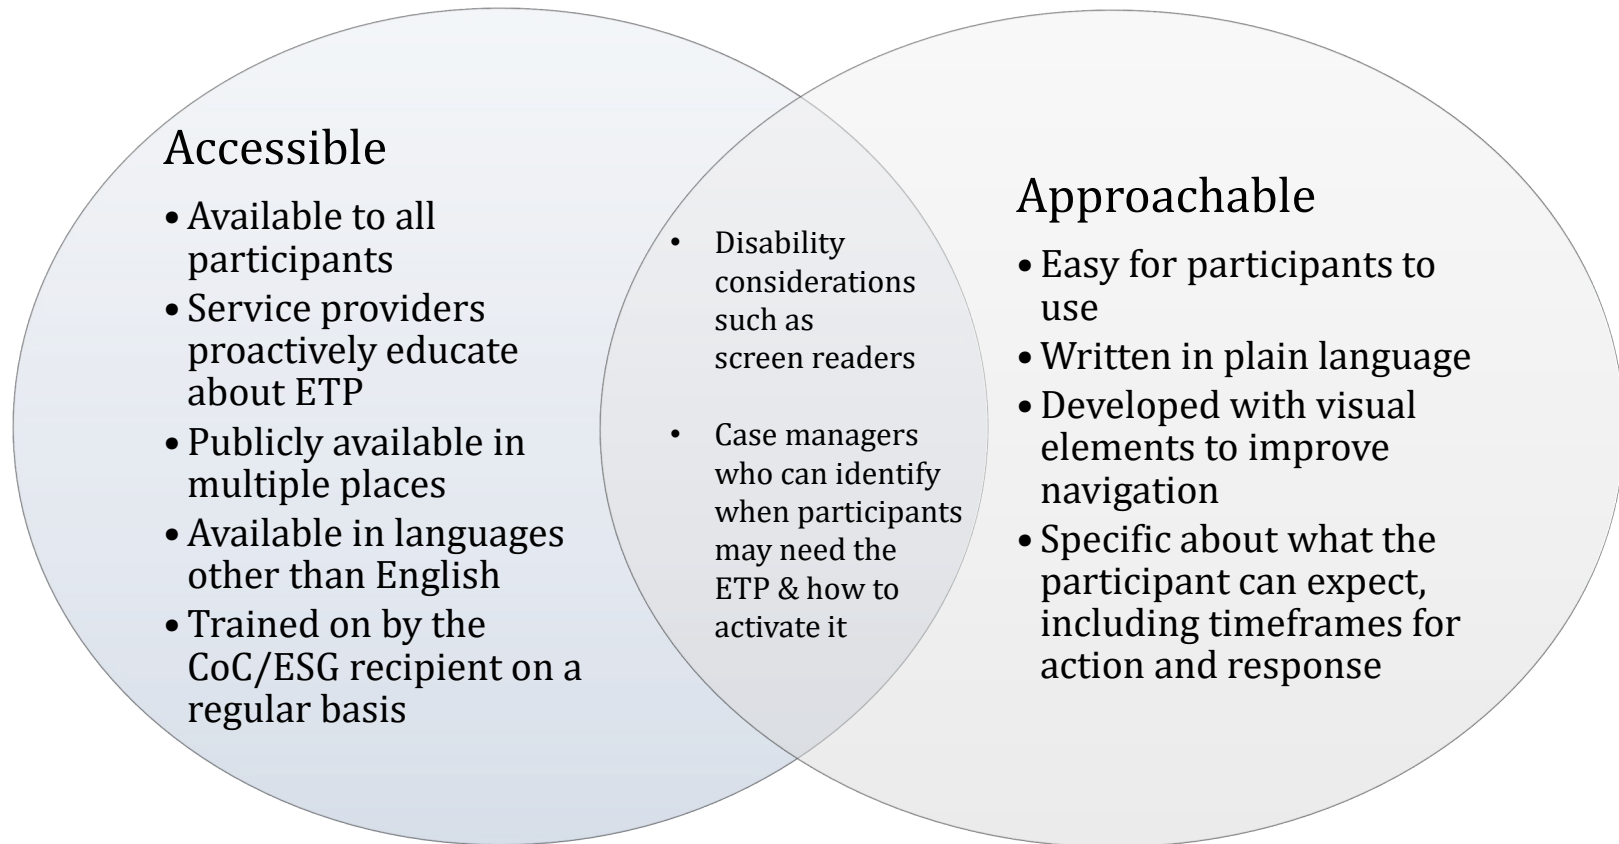 Accessible
• Available to all
participants
• Service providers
proactively educate
about ETP
• Publicly available in
multiple places
• Available in languages
other than English
• Trained on by the
CoC/ESG recipient on a
regular basis
• Disability
considerations
such as
screen readers
• Case managers
who can identify
when participants
may need the
ETP & how to
activate it
Approachable
• Easy for participants to
use
• Written in plain language
• Developed with visual
elements to improve
navigation
• Specific about what the
participant can expect,
including timeframes for
action and response